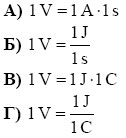 А) 1 V = 1 A · 1 s
Б) 1 V = 1 J / 1 s
В) 1 V = 1 J · 1 C
Г) 1 V = 1 J / 1 C